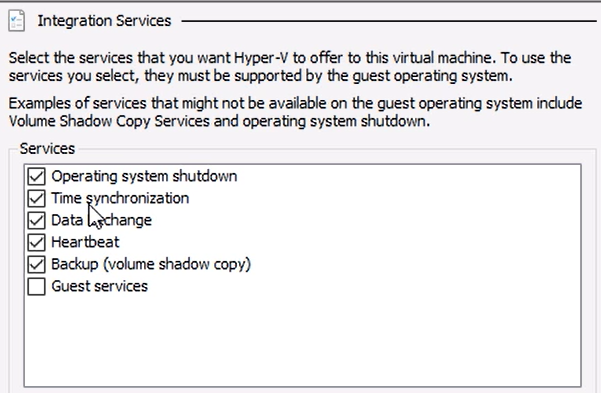 Integration Services
Select the services that you want Hyper-V to offer to this virtual machine. To use the
services you select, they must be supported by the guest operating system.
Examples of services that might not be available on the guest operating system include
Volume Shadow Copy Services and operating system shutdown.
Services
Operating system shutdown
Time synchronization
Data Exchange
Heartbeat
Backup (volume shadow copy)
Guest services